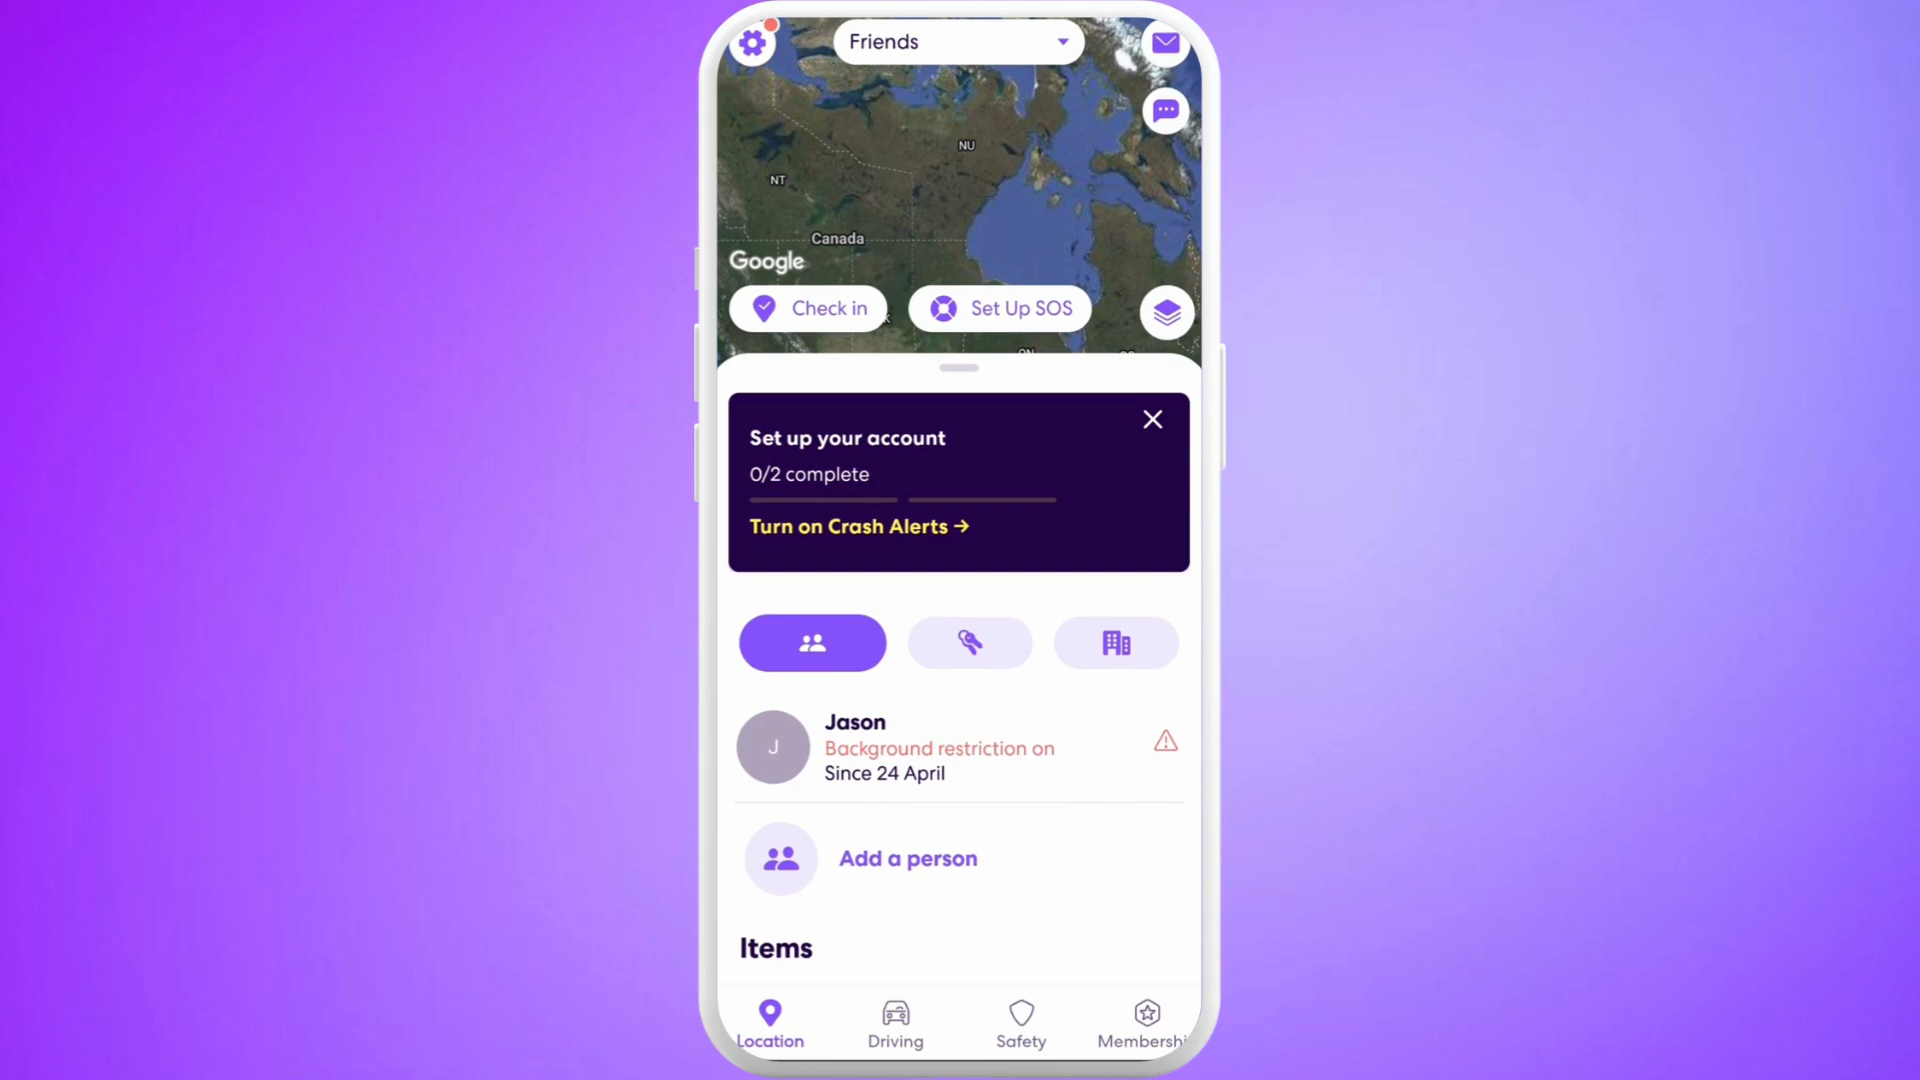 Friends
NU
NT
Canada
Google
Check in
Set Up SOS
ON
Set up your account
0/2 complete
Turn on Crash Alerts →
Jason
J
Background restriction on
Since 24 April
Add a person
Items
Location
Driving
Safety
Membershi